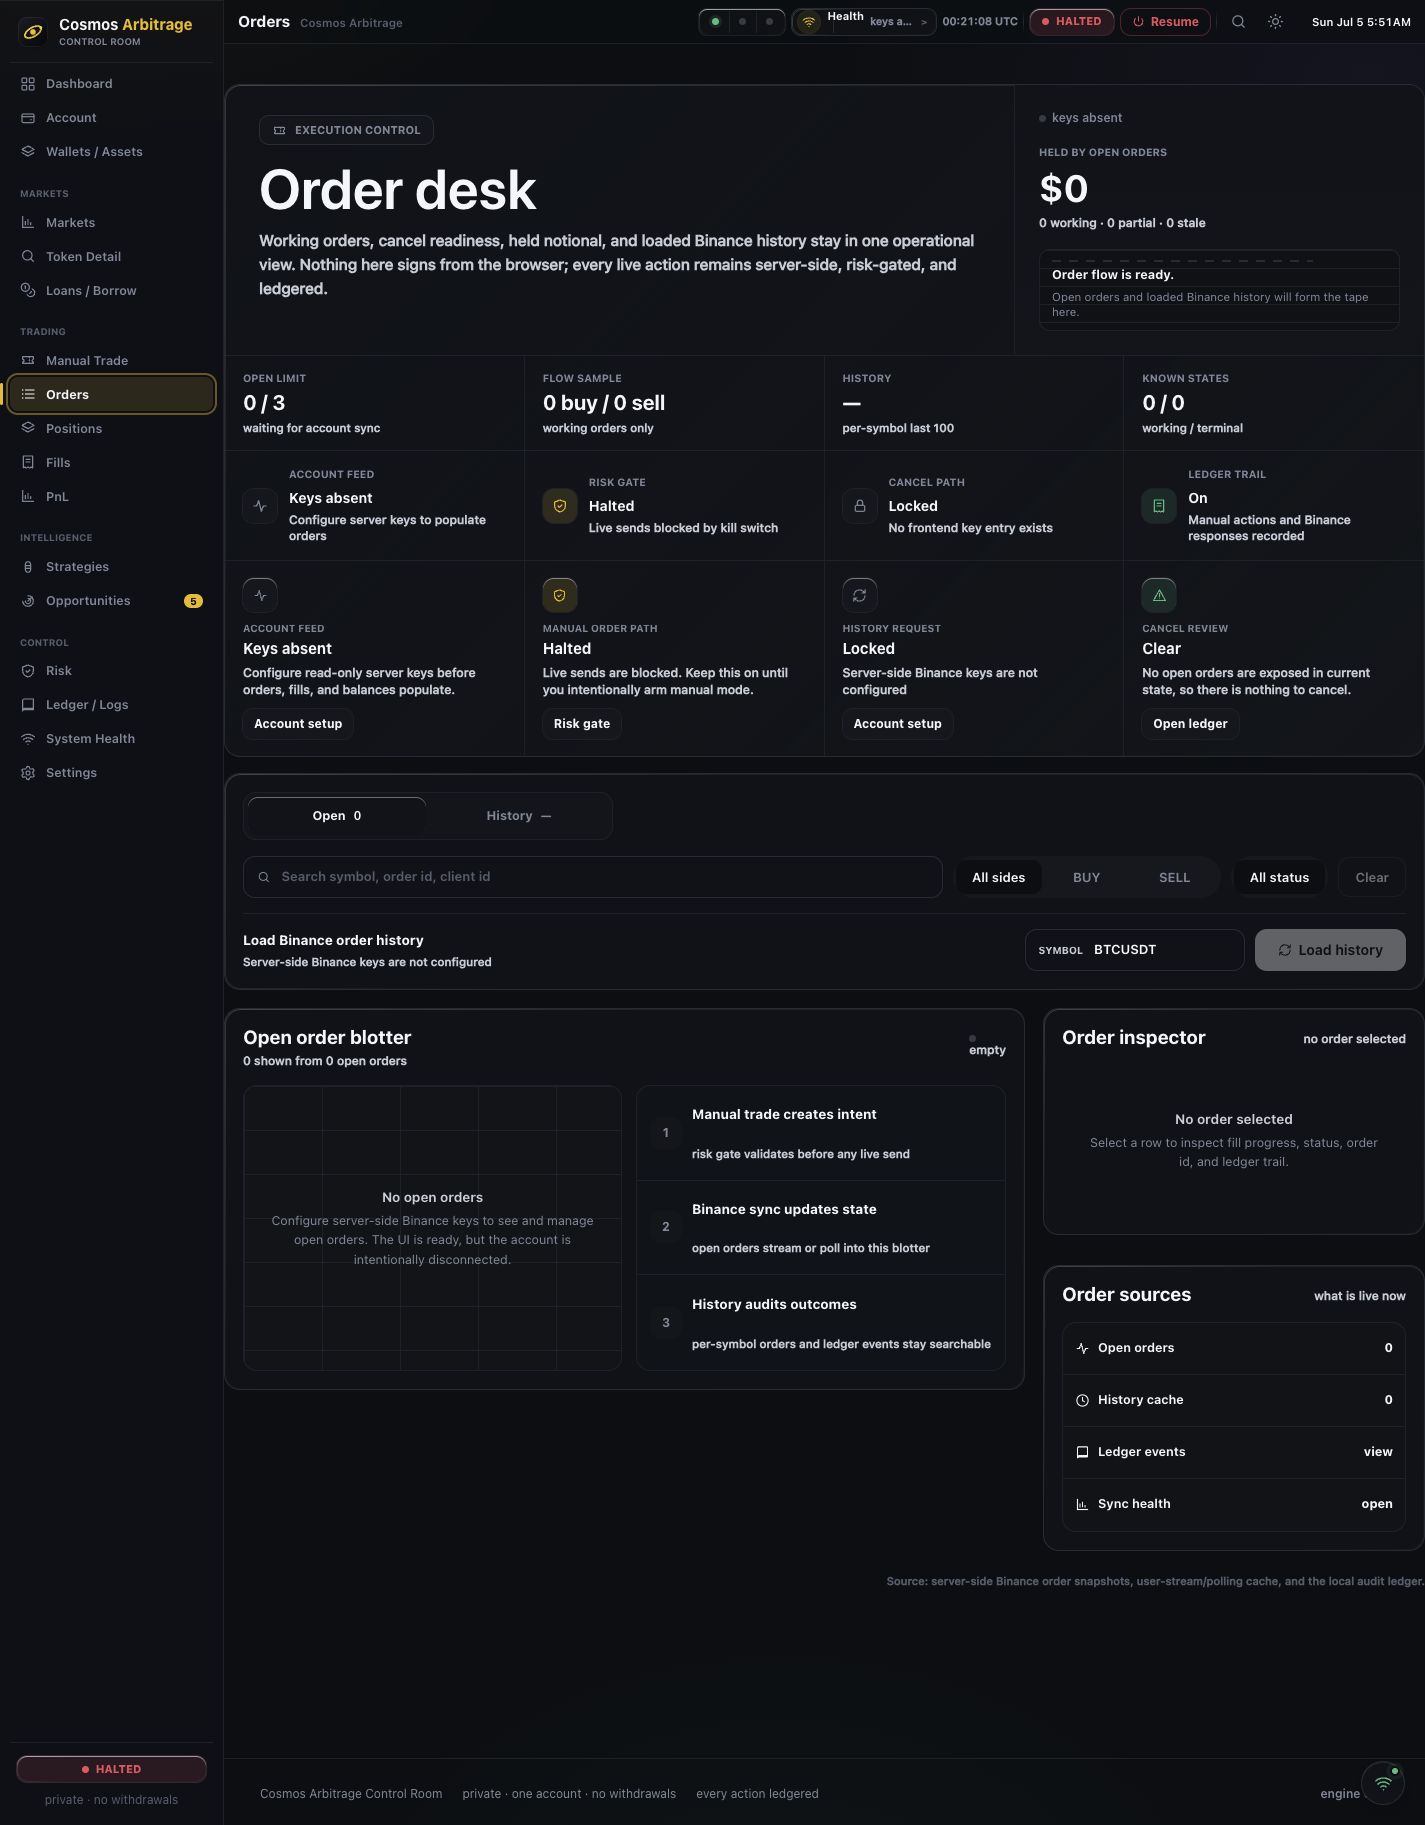 Cosmos Arbitrage
CONTROL ROOM
Dashboard
Account
Wallets / Assets
MARKETS
Markets
Token Detail
Loans / Borrow
TRADING
Manual Trade
Orders
Positions
Fills
PnL
INTELLIGENCE
Strategies
Opportunities 5
CONTROL
Risk
Ledger / Logs
System Health
Settings
HALTED
private · no withdrawals
Orders Cosmos Arbitrage
Health keys a... > 00:21:08 UTC HALTED Resume Sun Jul 5 5:51AM
EXECUTION CONTROL
Order desk
Working orders, cancel readiness, held notional, and loaded Binance history stay in one operational
view. Nothing here signs from the browser; every live action remains server-side, risk-gated, and
ledgered.
keys absent
HELD BY OPEN ORDERS
$0
0 working · 0 partial · 0 stale
Order flow is ready.
Open orders and loaded Binance history will form the tape
here.
OPEN LIMIT
0 / 3
waiting for account sync
FLOW SAMPLE
0 buy / 0 sell
working orders only
HISTORY
—
per-symbol last 100
KNOWN STATES
0 / 0
working / terminal
ACCOUNT FEED
Keys absent
Configure server keys to populate
orders
RISK GATE
Halted
Live sends blocked by kill switch
CANCEL PATH
Locked
No frontend key entry exists
LEDGER TRAIL
On
Manual actions and Binance
responses recorded
ACCOUNT FEED
Keys absent
Configure read-only server keys before
orders, fills, and balances populate.
Account setup
MANUAL ORDER PATH
Halted
Live sends are blocked. Keep this on until
you intentionally arm manual mode.
Risk gate
HISTORY REQUEST
Locked
Server-side Binance keys are not
configured
Account setup
CANCEL REVIEW
Clear
No open orders are exposed in current
state, so there is nothing to cancel.
Open ledger
Open 0 History —
Search symbol, order id, client id
All sides BUY SELL All status Clear
Load Binance order history
Server-side Binance keys are not configured
SYMBOL BTCUSDT Load history
Open order blotter
0 shown from 0 open orders
empty
No open orders
Configure server-side Binance keys to see and manage
open orders. The UI is ready, but the account is
intentionally disconnected.
1 Manual trade creates intent
risk gate validates before any live send
2 Binance sync updates state
open orders stream or poll into this blotter
3 History audits outcomes
per-symbol orders and ledger events stay searchable
Order inspector no order selected
No order selected
Select a row to inspect fill progress, status, order
id, and ledger trail.
Order sources what is live now
Open orders 0
History cache 0
Ledger events view
Sync health open
Source: server-side Binance order snapshots, user-stream/polling cache, and the local audit ledger.
Cosmos Arbitrage Control Room private · one account · no withdrawals every action ledgered engine